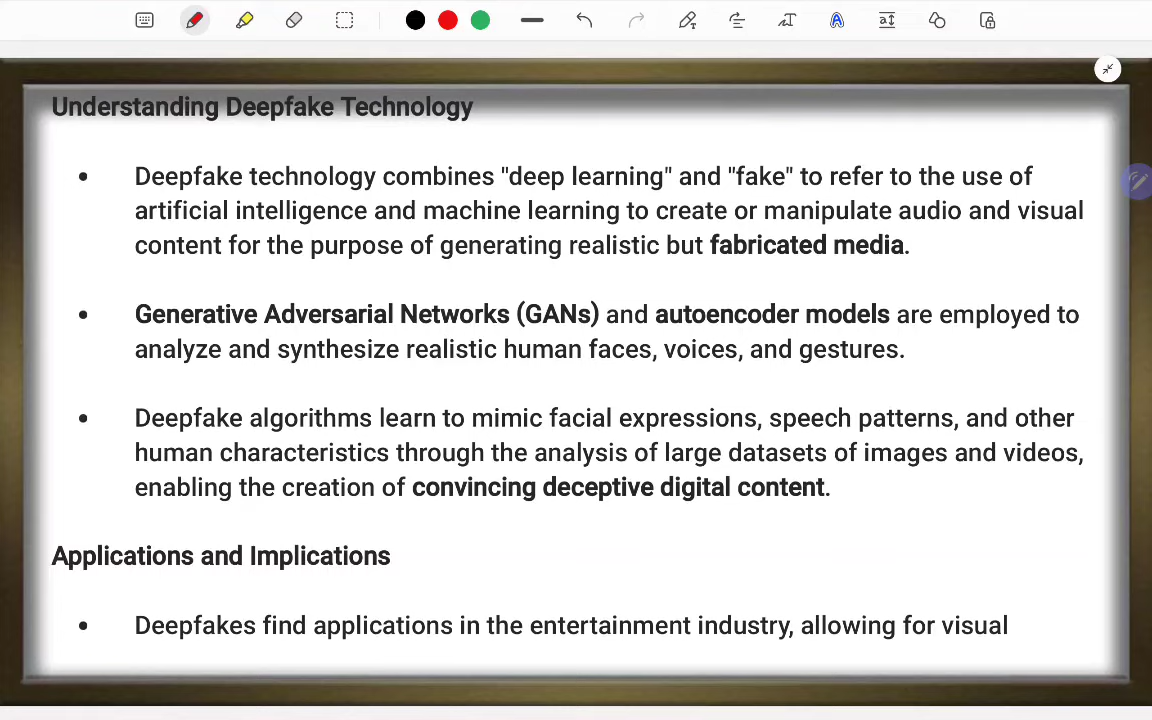 Understanding Deepfake Technology
• Deepfake technology combines "deep learning" and "fake" to refer to the use of
artificial intelligence and machine learning to create or manipulate audio and visual
content for the purpose of generating realistic but fabricated media.
• Generative Adversarial Networks (GANs) and autoencoder models are employed to
analyze and synthesize realistic human faces, voices, and gestures.
• Deepfake algorithms learn to mimic facial expressions, speech patterns, and other
human characteristics through the analysis of large datasets of images and videos,
enabling the creation of convincing deceptive digital content.
Applications and Implications
• Deepfakes find applications in the entertainment industry, allowing for visual